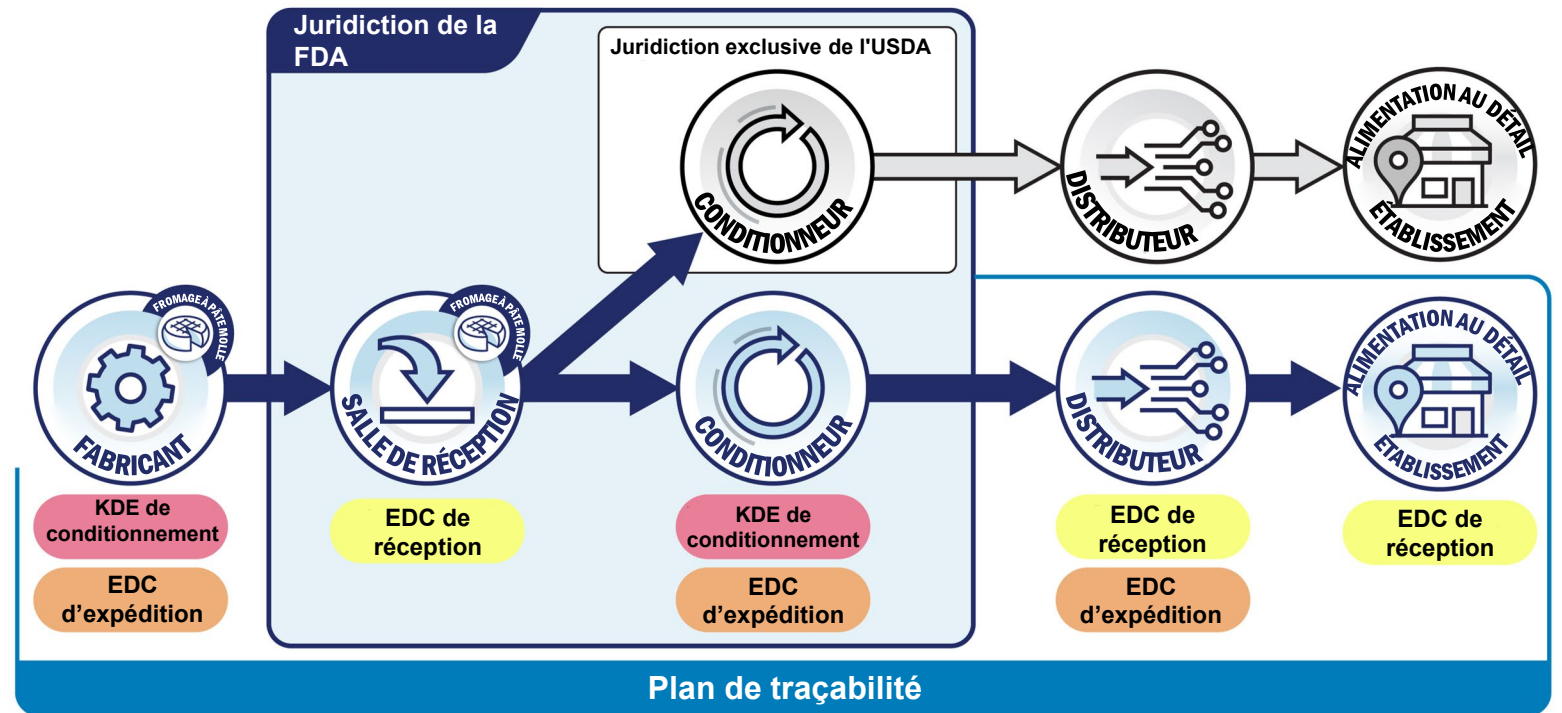 Juridiction de la
FDA
Juridiction exclusive de l'USDA
CONDITIONNEUR
DISTRIBUTEUR
ALIMENTATION AU DÉTAIL
ÉTABLISSEMENT
FROMAGE À PÂTE MOLLE
FABRICANT
FROMAGE À PÂTE MOLLE
SALLE DE RÉCEPTION
CONDITIONNEUR
DISTRIBUTEUR
ALIMENTATION AU DÉTAIL
ÉTABLISSEMENT
KDE de
conditionnement
EDC
d’expédition
EDC de
réception
KDE de
conditionnement
EDC
d’expédition
EDC de
réception
EDC
d’expédition
EDC de
réception
Plan de traçabilité